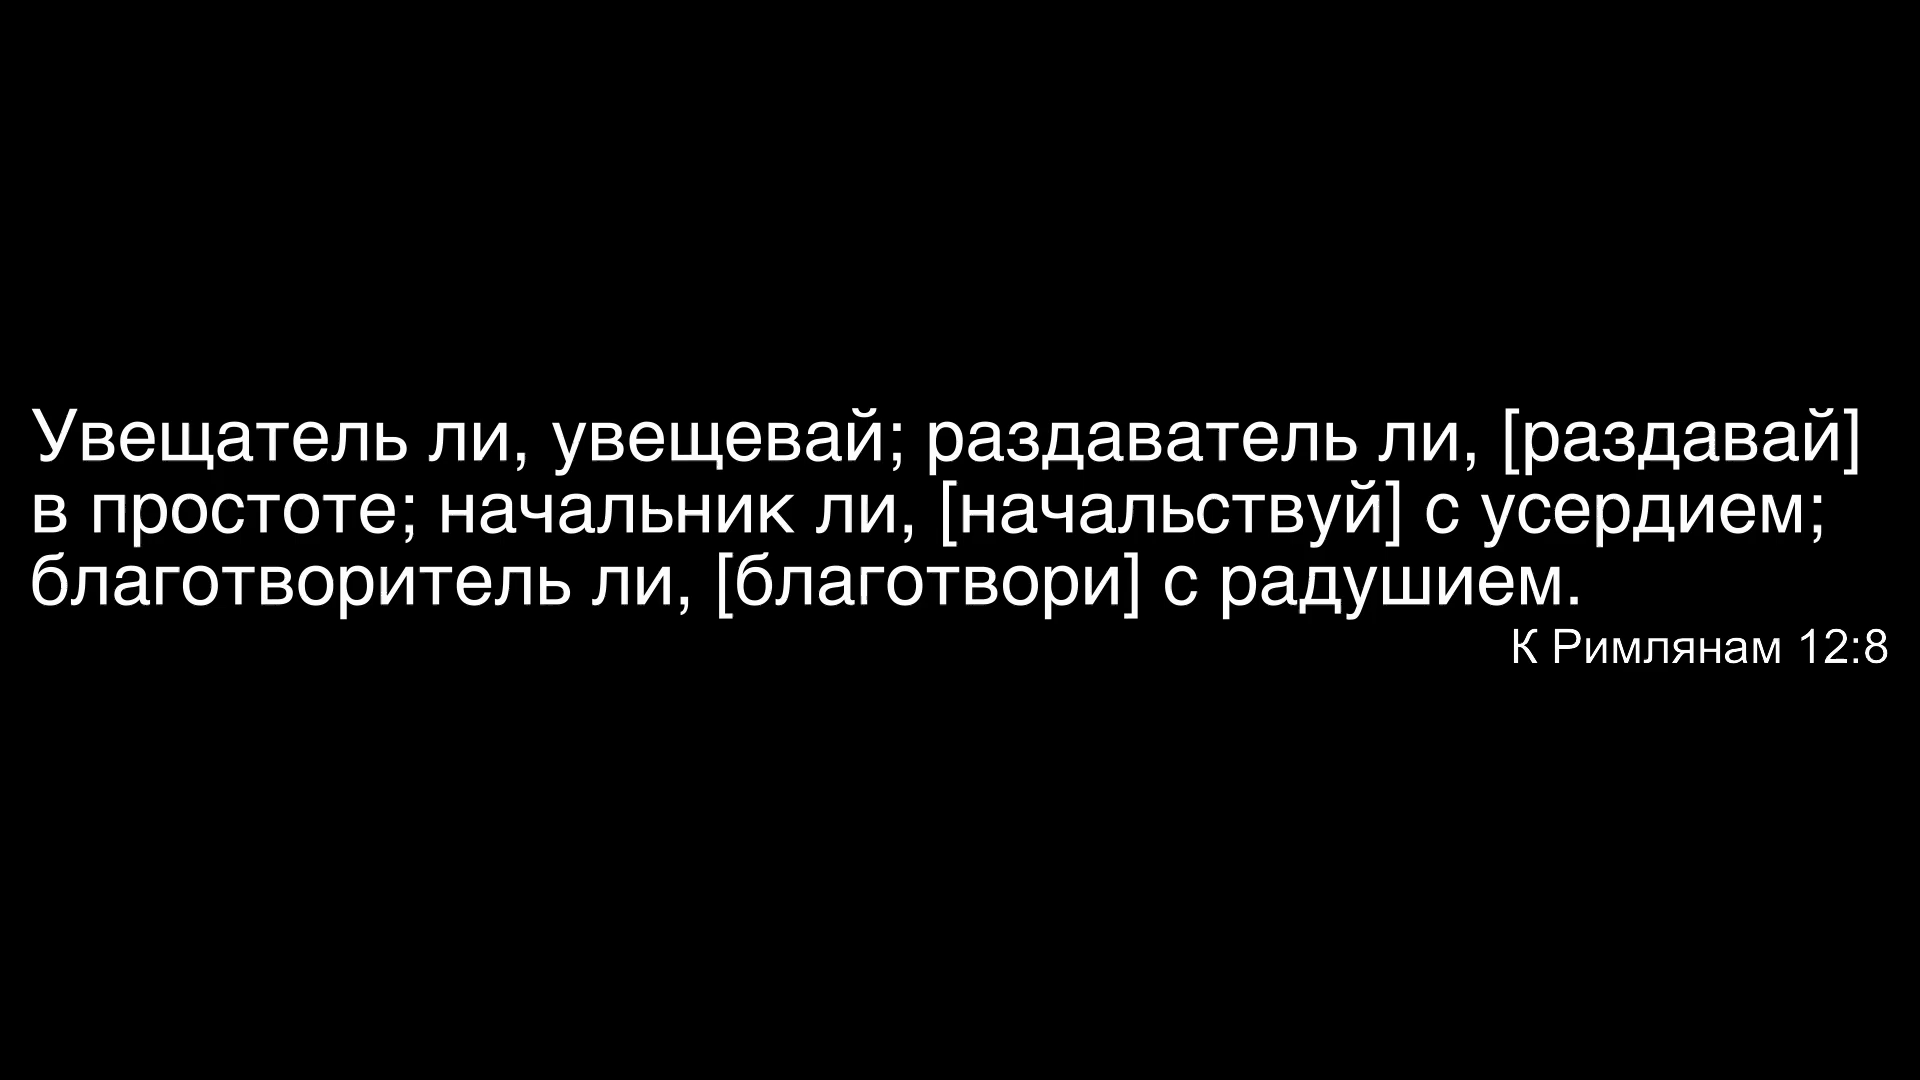 Увещатель ли, увещевай; раздаватель ли, [раздавай]
в простоте; начальник ли, [начальствуй] с усердием;
благотворитель ли, [благотвори] с радушием.
К Римлянам 12:8